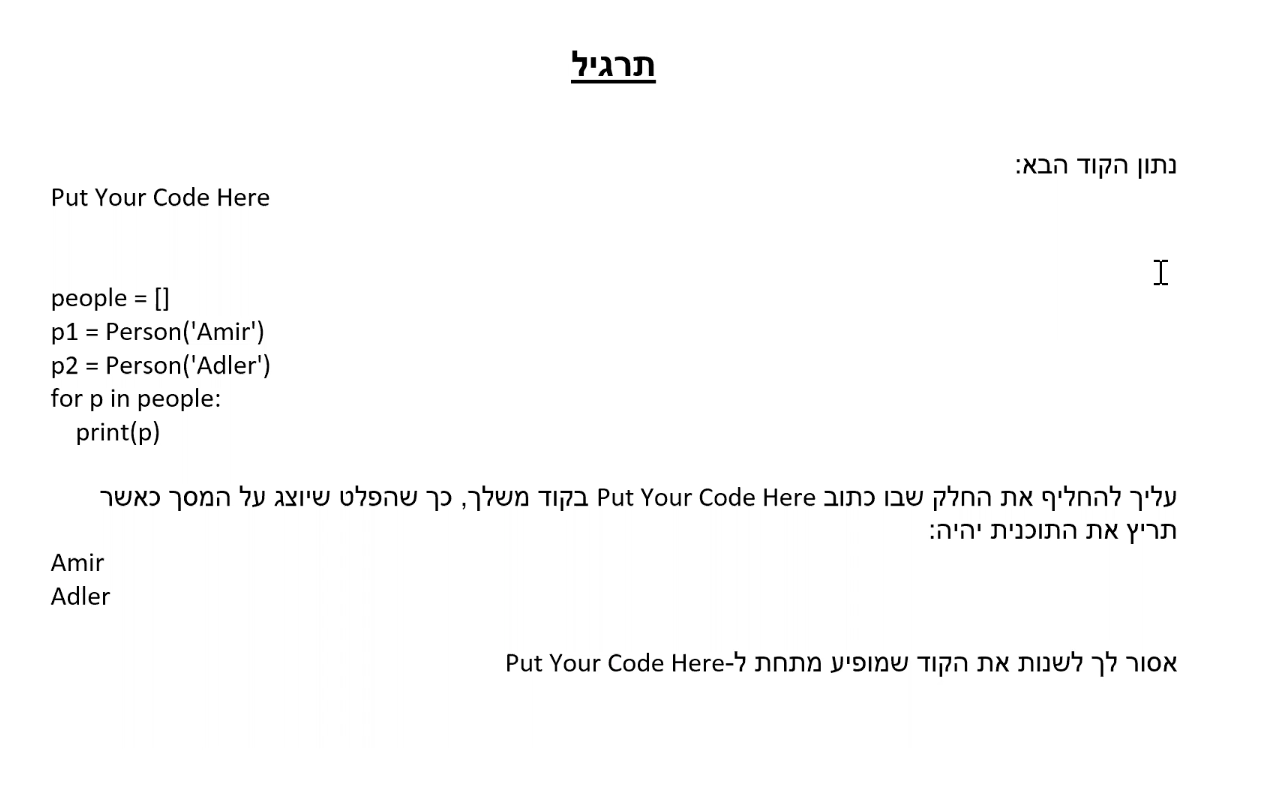 תרגיל
נתון הקוד הבא:
Put Your Code Here
people = []
p1 = Person('Amir')
p2 = Person('Adler')
for p in people:
    print(p)
עליך להחליף את החלק שבו כתוב Put Your Code Here בקוד משלך, כך שהפלט שיוצג על המסך כאשר
תריץ את התוכנית יהיה:
Amir
Adler
אסור לך לשנות את הקוד שמופיע מתחת ל-Put Your Code Here